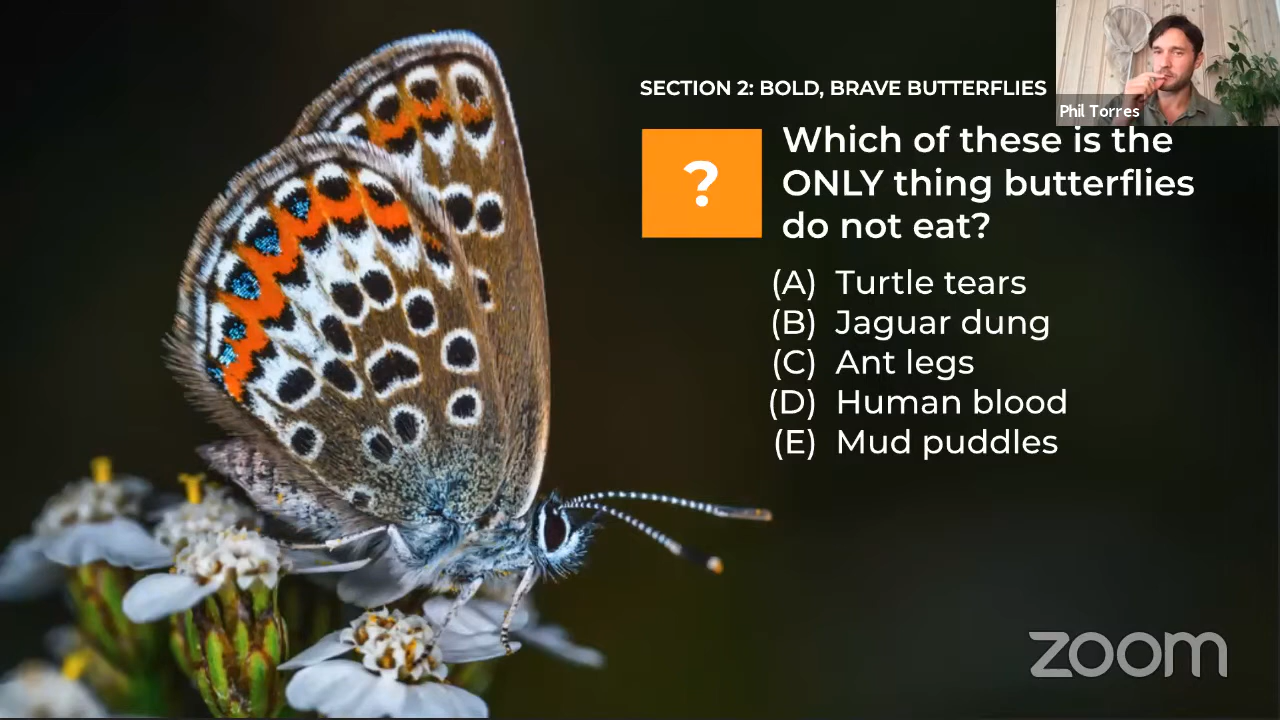 SECTION 2: BOLD, BRAVE BUTTERFLIES
Phil Torres
?
Which of these is the
ONLY thing butterflies
do not eat?
(A) Turtle tears
(B) Jaguar dung
(C) Ant legs
(D) Human blood
(E) Mud puddles
zoom